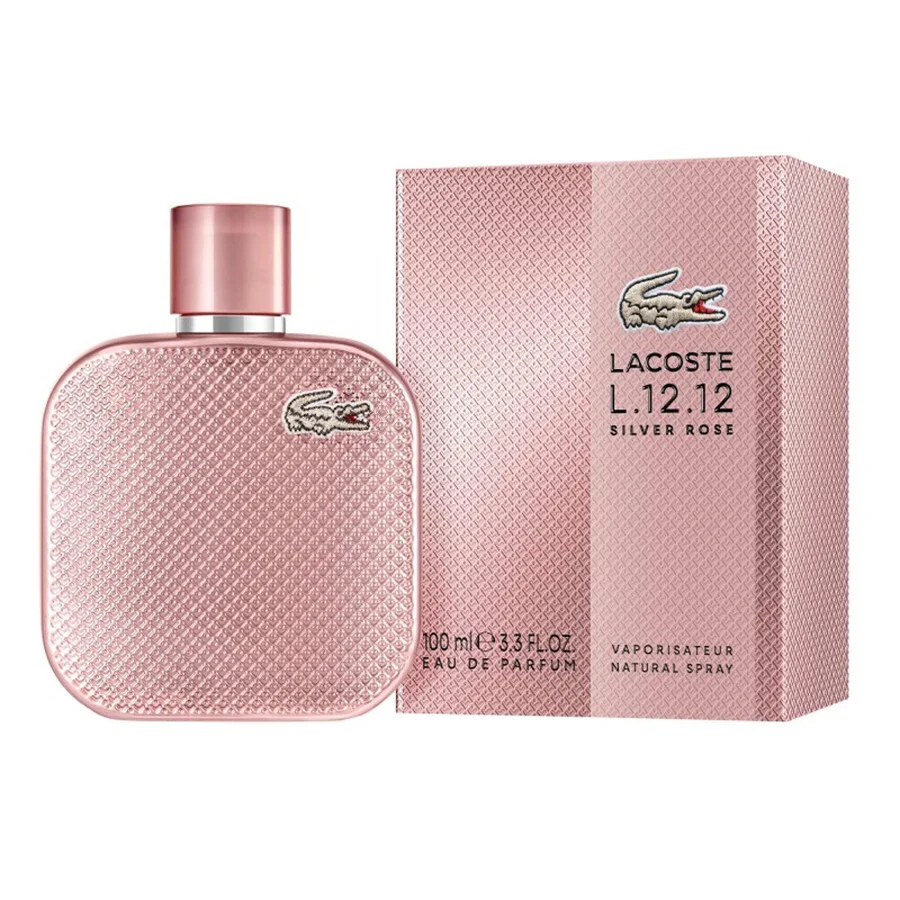 LACOSTE
L.12.12
SILVER ROSE
100 ml ℮ 3.3 FL.OZ.
EAU DE PARFUM
VAPORISATEUR
NATURAL SPRAY